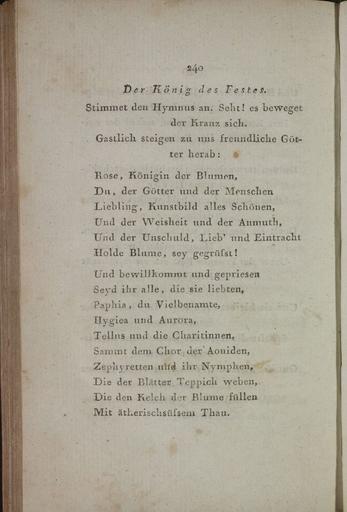 240
Der König des Festes.
Stimmet den Hymnus an. Seht! es beweget
der Kranz sich.
Gastlich steigen zu uns freundliche Göt-
ter herab:
Rose, Königin der Blumen,
Du, der Götter und der Menschen
Liebling, Kunstbild alles Schönen,
Und der Weisheit und der Anmuth,
Und der Unschuld, Lieb' und Eintracht
Holde Blume, sey gegrüſst!
Und bewillkommt und gepriesen
Seyd ihr alle, die sie liebten,
Paphia, du Vielbenamte,
Hygiea und Aurora,
Tellus und die Charitinnen,
Sammt dem Chor der Aoniden,
Zephyretten und ihr Nymphen,
Die der Blätter Teppich weben,
Die den Kelch der Blume füllen
Mit ätherischsüſsem Thau.